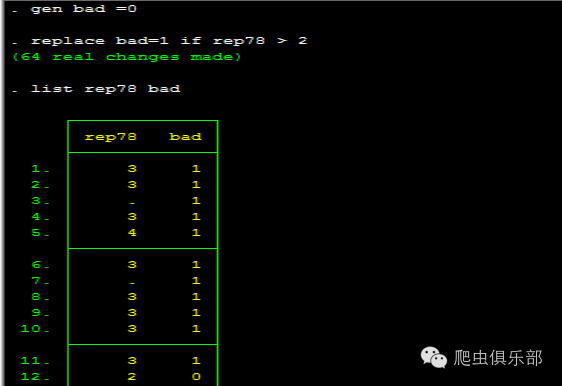 . gen bad =0
. replace bad=1 if rep78 > 2
(64 real changes made)
. list rep78 bad
rep78 bad
1. 3 1
2. 3 1
3. . 1
4. 3 1
5. 4 1
6. 3 1
7. . 1
8. 3 1
9. 3 1
10. 3 1
11. 3 1
12. 2 0
爬虫俱乐部